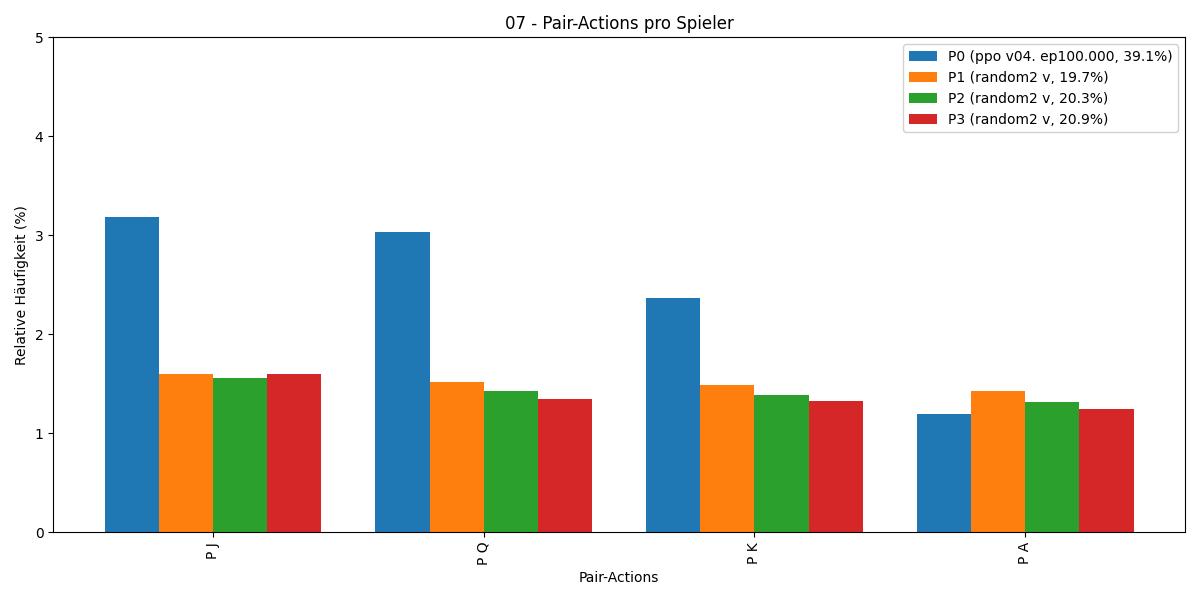 07 - Pair-Actions pro Spieler
P0 (ppo v04. ep100.000, 39.1%)
P1 (random2 v, 19.7%)
P2 (random2 v, 20.3%)
P3 (random2 v, 20.9%)
Relative Häufigkeit (%)
5
4
3
2
1
0
P J
P Q
P K
P A
Pair-Actions